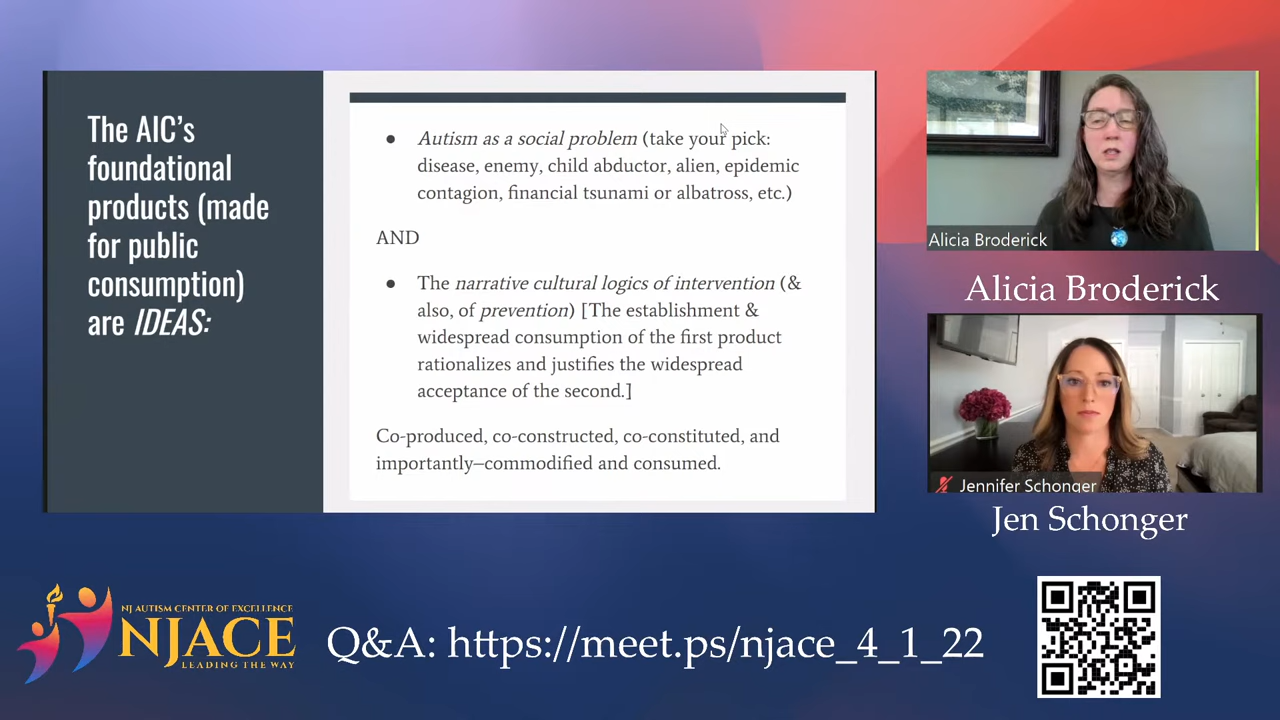 The AIC's
foundational
products (made
for public
consumption)
are IDEAS:
● Autism as a social problem (take your pick:
disease, enemy, child abductor, alien, epidemic
contagion, financial tsunami or albatross, etc.)
AND
● The narrative cultural logics of intervention (&
also, of prevention) [The establishment &
widespread consumption of the first product
rationalizes and justifies the widespread
acceptance of the second.]
Co-produced, co-constructed, co-constituted, and
importantly–commodified and consumed.
Alicia Broderick
Alicia Broderick
Jennifer Schonger
Jen Schonger
NJ AUTISM CENTER OF EXCELLENCE
NJACE
LEADING THE WAY
Q&A: https://meet.ps/njace_4_1_22